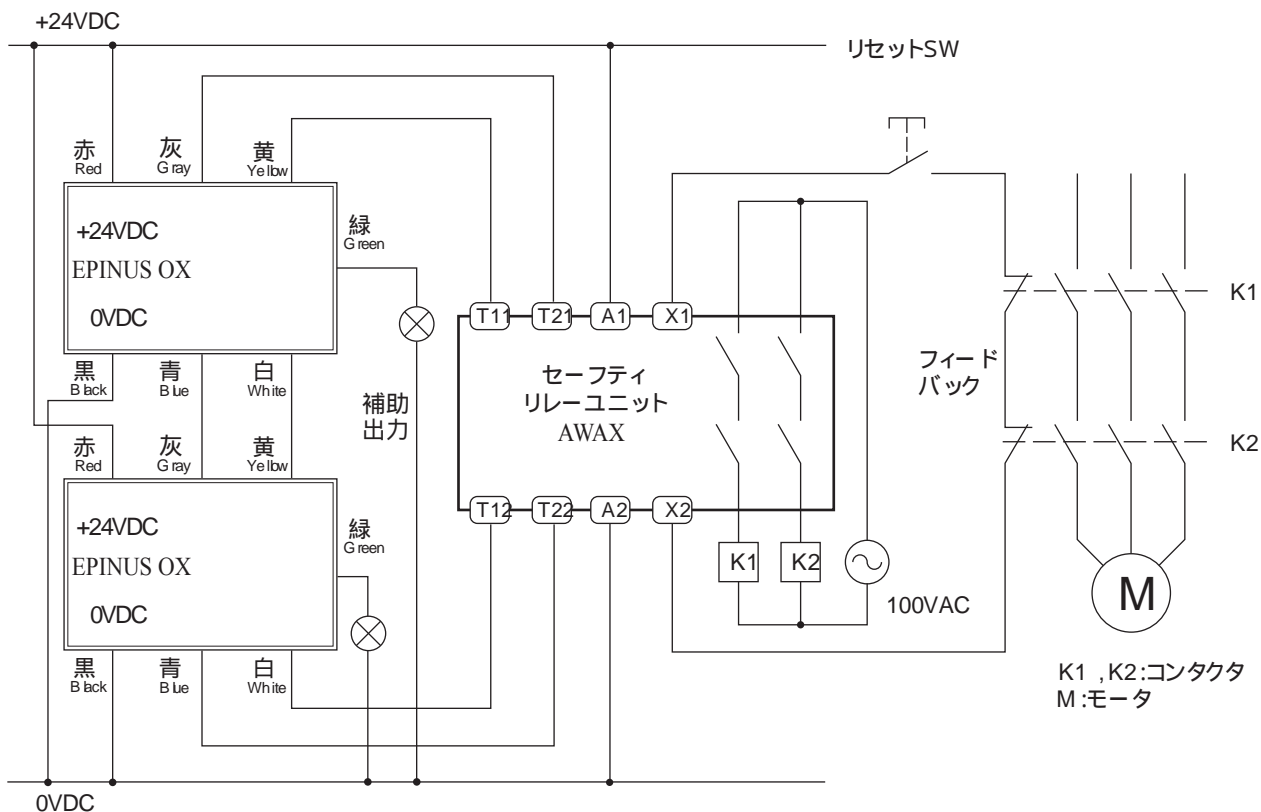 +24VDC
リセットSW
赤
Red
灰
Gray
黄
Yellow
緑
Green
+24VDC
EPINUS OX
0VDC
T11
T21
A1
X1
K1
黒
Black
青
Blue
白
White
補助
出力
セーフティ
リレーユニット
AWAX
フィード
バック
赤
Red
灰
Gray
黄
Yellow
K2
+24VDC
EPINUS OX
0VDC
緑
Green
T12
T22
A2
X2
K1
K2
100VAC
M
黒
Black
青
Blue
白
White
K1 ,K2:コンタクタ
M:モータ
0VDC